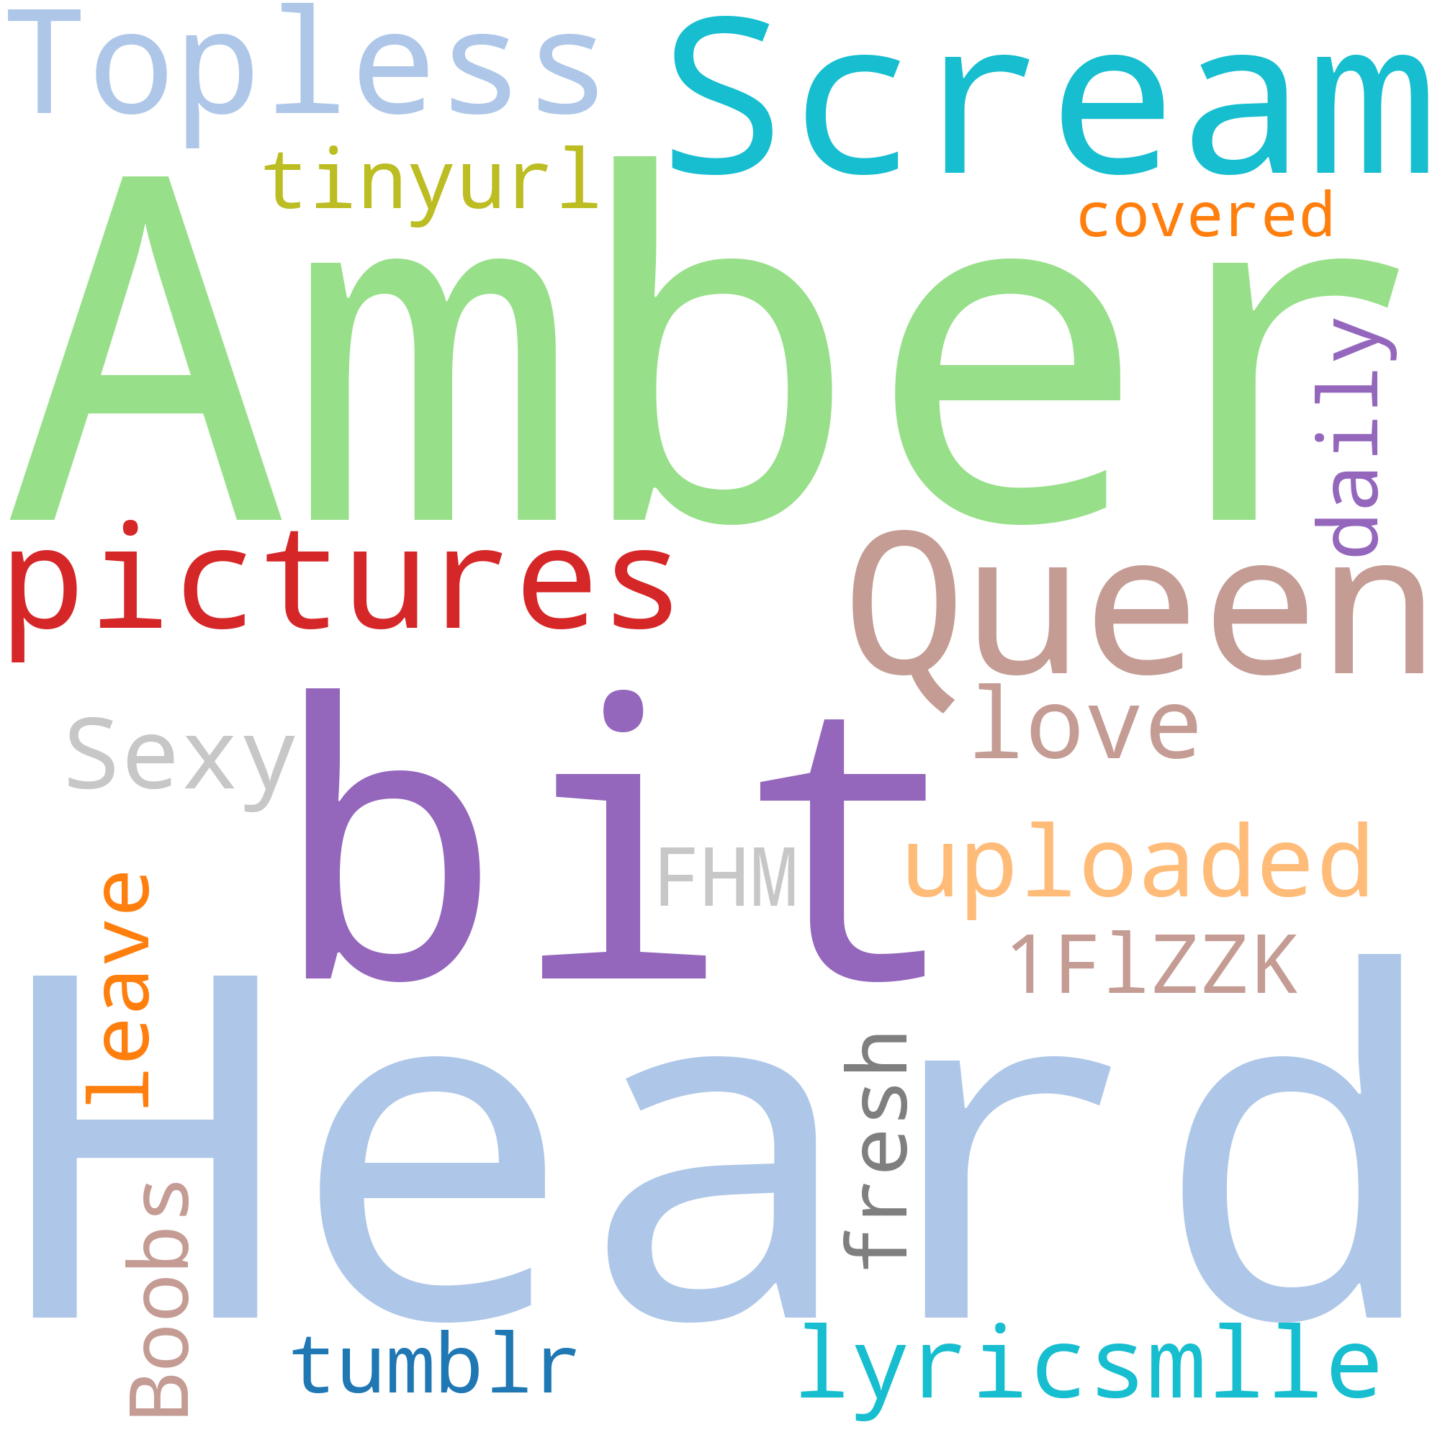 Topless
Scream
tinyurl
covered
Amber
daily
pictures
Queen
love
Sexy
bit
FHM
uploaded
leave
1FlZZK
Heard
fresh
Boobs
tumblr
lyricsmlle